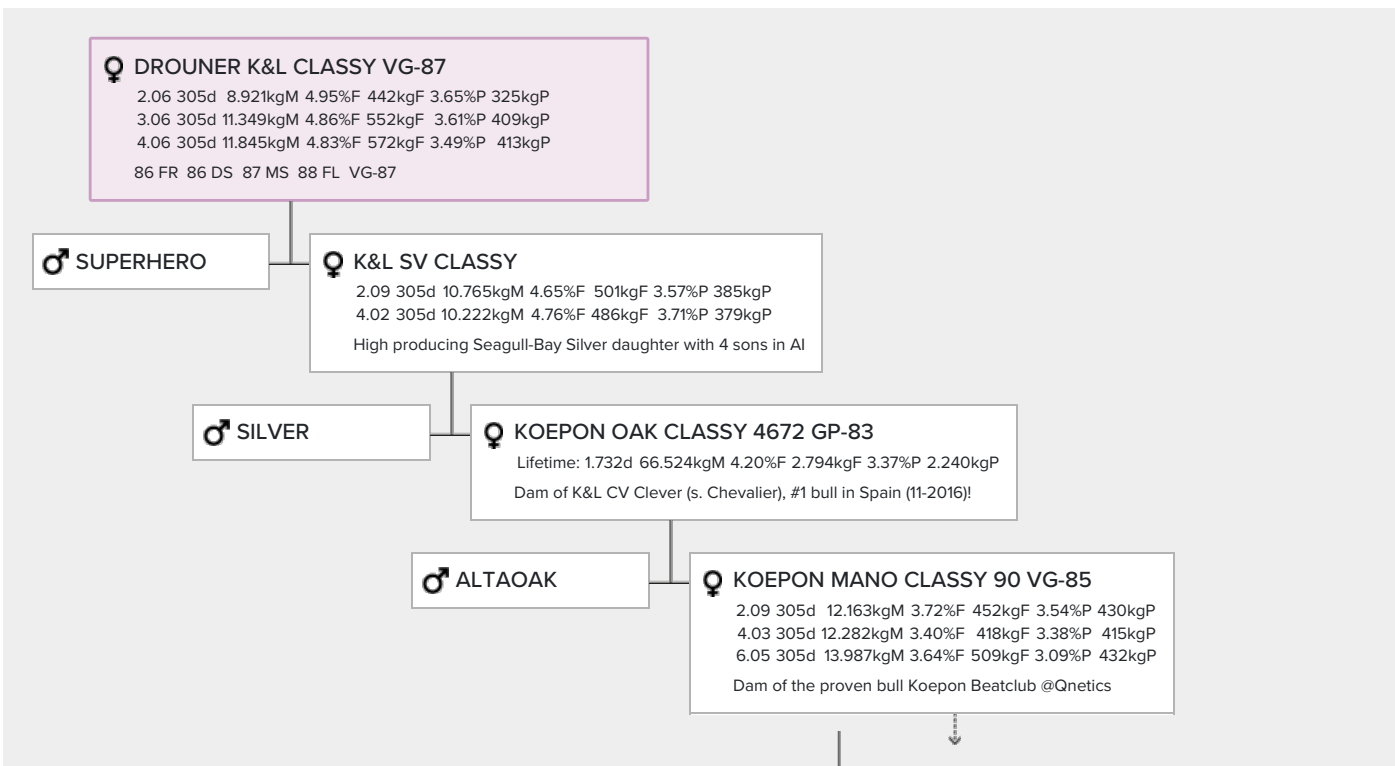 DROUNER K&L CLASSY VG-87
2.06 305d 8.921kgM 4.95%F 442kgF 3.65%P 325kgP
3.06 305d 11.349kgM 4.86%F 552kgF 3.61%P 409kgP
4.06 305d 11.845kgM 4.83%F 572kgF 3.49%P 413kgP
86 FR 86 DS 87 MS 88 FL VG-87
SUPERHERO
K&L SV CLASSY
2.09 305d 10.765kgM 4.65%F 501kgF 3.57%P 385kgP
4.02 305d 10.222kgM 4.76%F 486kgF 3.71%P 379kgP
High producing Seagull-Bay Silver daughter with 4 sons in AI
SILVER
KOEPON OAK CLASSY 4672 GP-83
Lifetime: 1.732d 66.524kgM 4.20%F 2.794kgF 3.37%P 2.240kgP
Dam of K&L CV Clever (s. Chevalier), #1 bull in Spain (11-2016)!
ALTAOAK
KOEPON MANO CLASSY 90 VG-85
2.09 305d 12.163kgM 3.72%F 452kgF 3.54%P 430kgP
4.03 305d 12.282kgM 3.40%F 418kgF 3.38%P 415kgP
6.05 305d 13.987kgM 3.64%F 509kgF 3.09%P 432kgP
Dam of the proven bull Koepon Beatclub @Qnetics